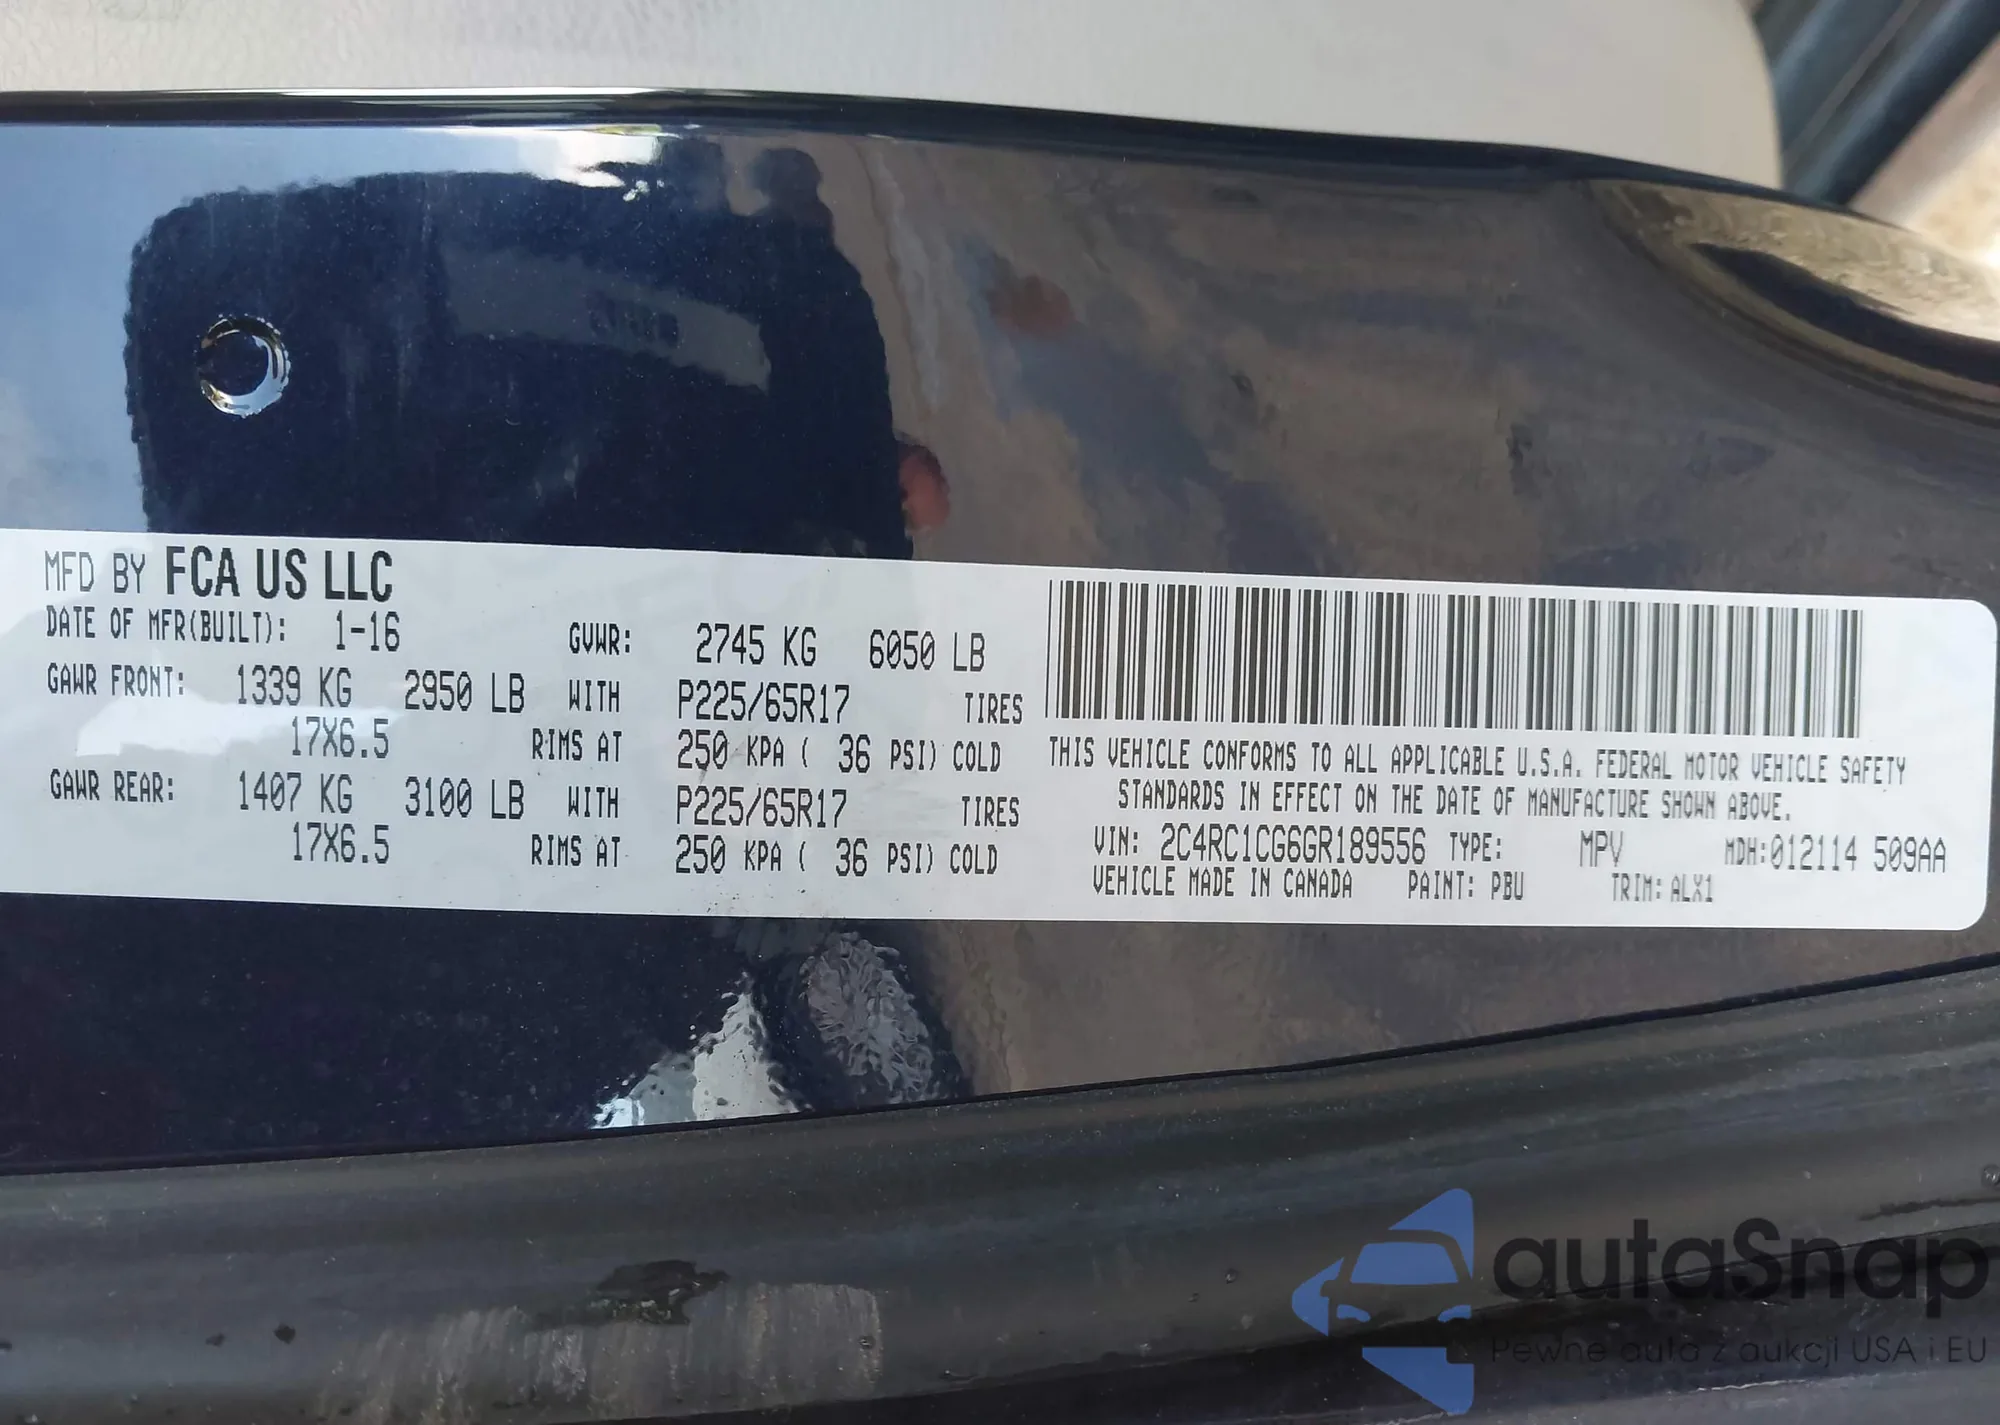 MFD BY FCA US LLC
DATE OF MFR(BUILT): 1-16 GVWR: 2745 KG 6050 LB
GAWR FRONT: 1339 KG 2950 LB WITH P225/65R17 TIRES
17X6.5 RIMS AT 250 KPA ( 36 PSI) COLD
GAWR REAR: 1407 KG 3100 LB WITH P225/65R17 TIRES
17X6.5 RIMS AT 250 KPA ( 36 PSI) COLD
THIS VEHICLE CONFORMS TO ALL APPLICABLE U.S.A. FEDERAL MOTOR VEHICLE SAFETY
STANDARDS IN EFFECT ON THE DATE OF MANUFACTURE SHOWN ABOVE.
VIN: 2C4RC1CG6GR189556 TYPE: MPV MDH:012114 509AA
VEHICLE MADE IN CANADA PAINT: PBU TRIM: ALX1
autaSnap
Pewne auta z aukcji USA i EU